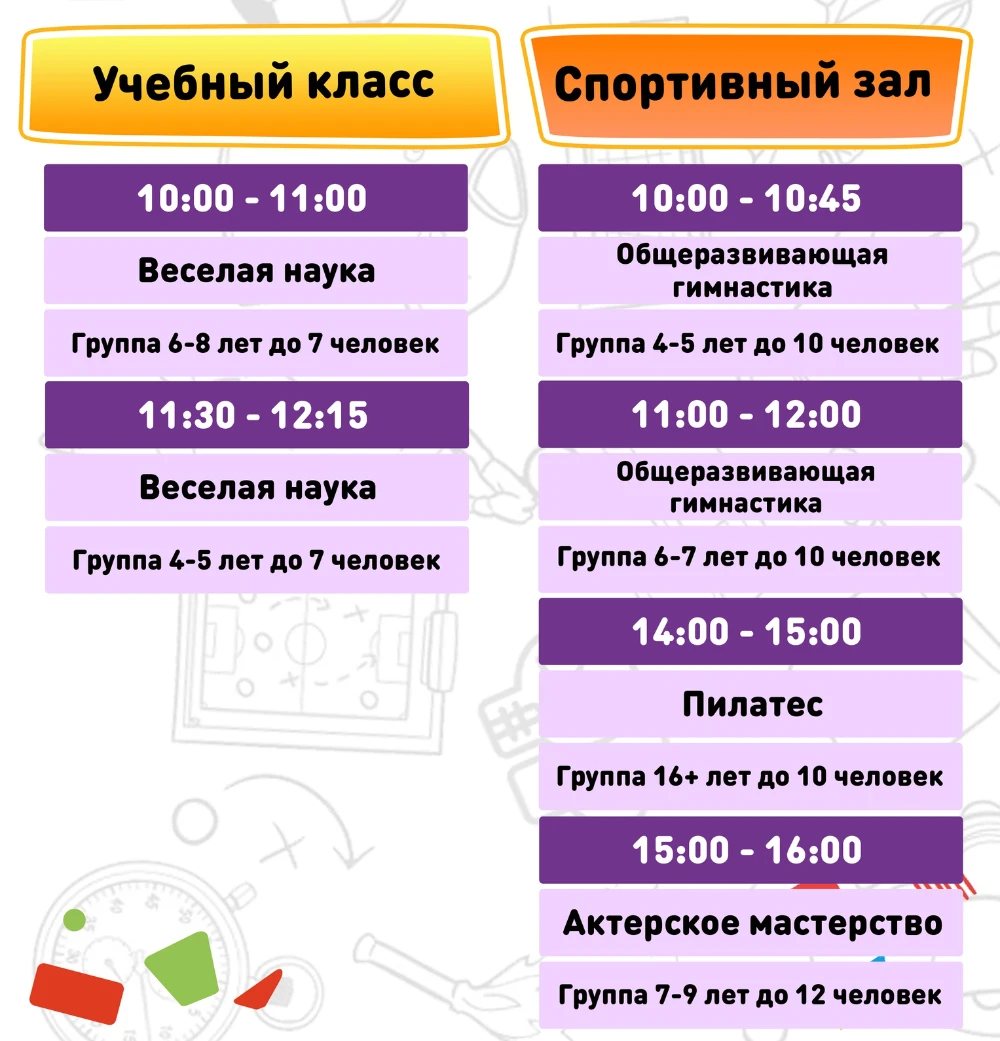 Учебный класс
10:00 - 11:00
Веселая наука
Группа 6-8 лет до 7 человек
11:30 - 12:15
Веселая наука
Группа 4-5 лет до 7 человек
Спортивный зал
10:00 - 10:45
Общеразвивающая
гимнастика
Группа 4-5 лет до 10 человек
11:00 - 12:00
Общеразвивающая
гимнастика
Группа 6-7 лет до 10 человек
14:00 - 15:00
Пилатес
Группа 16+ лет до 10 человек
15:00 - 16:00
Актерское мастерство
Группа 7-9 лет до 12 человек